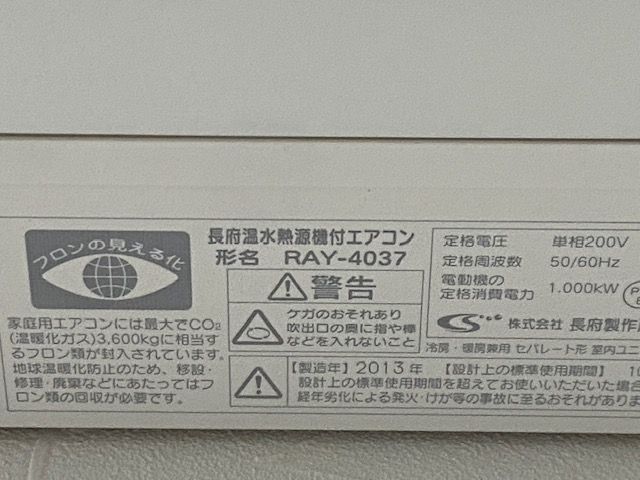 フロンの見える化
家庭用エアコンには最大でCO₂
(温暖化ガス)3,600kgに相当す
るフロン類が封入されています。
地球温暖化防止のため、移設・
修理・廃棄などにあたってはフ
ロン類の回収が必要です。
長府温水熱源機付エアコン
形名 RAY-4037
警告
ケガのおそれあり
吹出口の奥に指や棒
などを入れないこと
【製造年】2013年 【設計上の標準使用期間】 10
設計上の標準使用期間を超えてお使いいただいた場合
経年劣化による発火・けが等の事故に至るおそれがありま
定格電圧 単相200V
定格周波数 50/60Hz
電動機の
定格消費電力 1.000kW
株式会社 長府製作
冷房・暖房兼用 セパレート形 室内ユニ